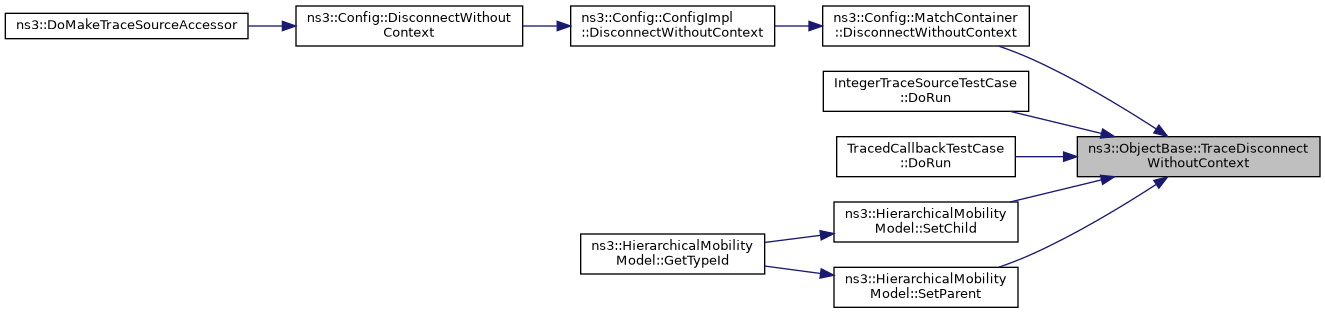 ns3::DoMakeTraceSourceAccessor
ns3::Config::DisconnectWithout
Context
ns3::Config::ConfigImpl
::DisconnectWithoutContext
ns3::Config::MatchContainer
::DisconnectWithoutContext
IntegerTraceSourceTestCase
::DoRun
TracedCallbackTestCase
::DoRun
ns3::ObjectBase::TraceDisconnect
WithoutContext
ns3::HierarchicalMobility
Model::SetChild
ns3::HierarchicalMobility
Model::GetTypeId
ns3::HierarchicalMobility
Model::SetParent